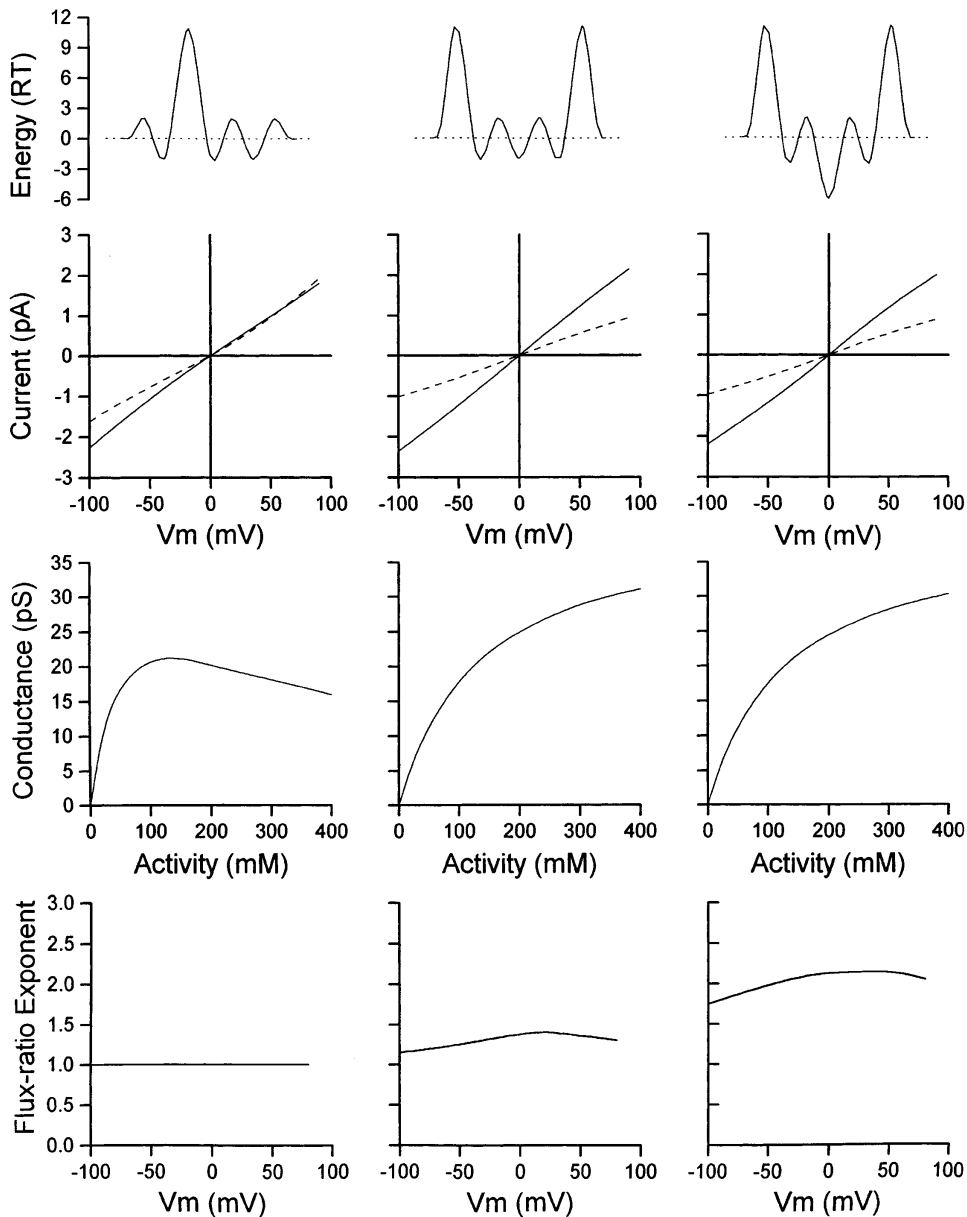 Energy (RT)
12
9
6
3
0
-3
-6
Current (pA)
3
2
1
0
-1
-2
-3
-100 -50 0 50 100
-100 -50 0 50 100
-100 -50 0 50 100
Vm (mV)
Vm (mV)
Vm (mV)
Conductance (pS)
35
30
25
20
15
10
5
0
0 100 200 300 400
0 100 200 300 400
0 100 200 300 400
Activity (mM)
Activity (mM)
Activity (mM)
Flux-ratio Exponent
3.0
2.5
2.0
1.5
1.0
0.5
0.0
-100 -50 0 50 100
-100 -50 0 50 100
-100 -50 0 50 100
Vm (mV)
Vm (mV)
Vm (mV)